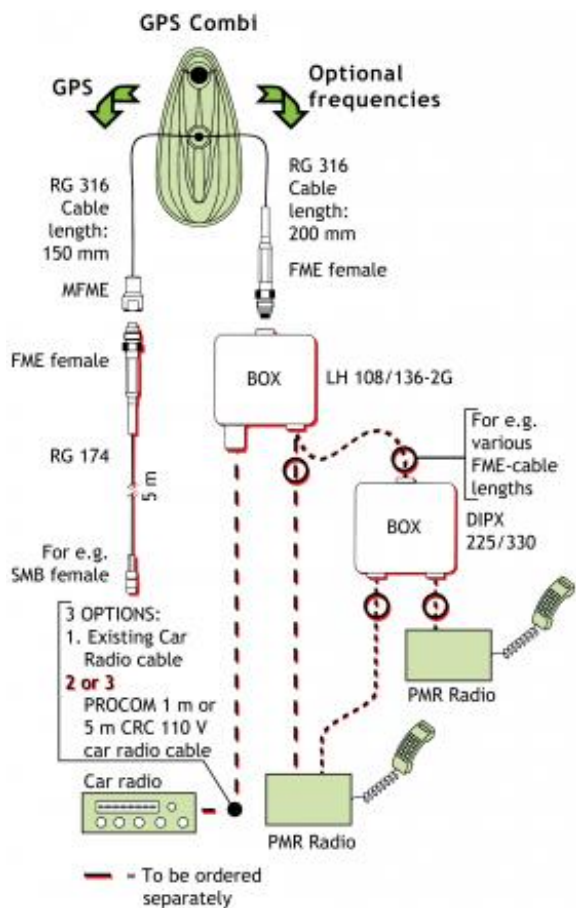 GPS Combi
GPS
Optional
frequencies
RG 316
Cable
length:
150 mm
RG 316
Cable
length:
200 mm
MFME
FME female
FME female
BOX
LH 108/136-2G
For e.g.
various
FME-cable
lengths
RG 174
5 m
BOX
DIPX
225/330
For e.g.
SMB female
3 OPTIONS:
1. Existing Car
Radio cable
2 or 3
PROCOM 1 m or
5 m CRC 110 V
car radio cable
PMR Radio
Car radio
PMR Radio
= To be ordered
separately